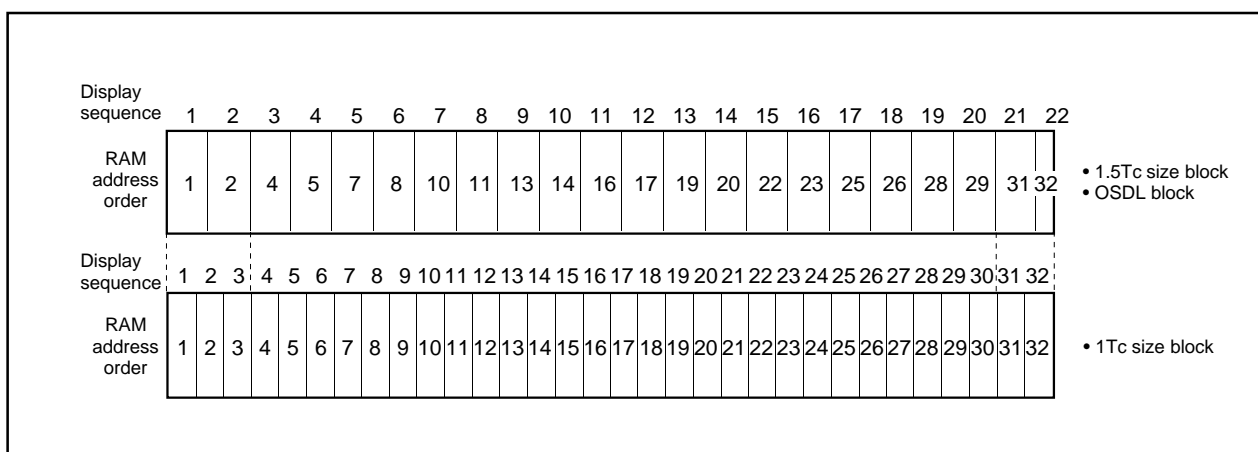 Display
sequence 1 2 3 4 5 6 7 8 9 10 11 12 13 14 15 16 17 18 19 20 21 22
RAM
address
order
1 2 4 5 7 8 10 11 13 14 16 17 19 20 22 23 25 26 28 29 31 32
• 1.5Tc size block
• OSDL block
Display
sequence 1 2 3 4 5 6 7 8 9 10 11 12 13 14 15 16 17 18 19 20 21 22 23 24 25 26 27 28 29 30 31 32
RAM
address
order
1 2 3 4 5 6 7 8 9 10 11 12 13 14 15 16 17 18 19 20 21 22 23 24 25 26 27 28 29 30 31 32
• 1Tc size block